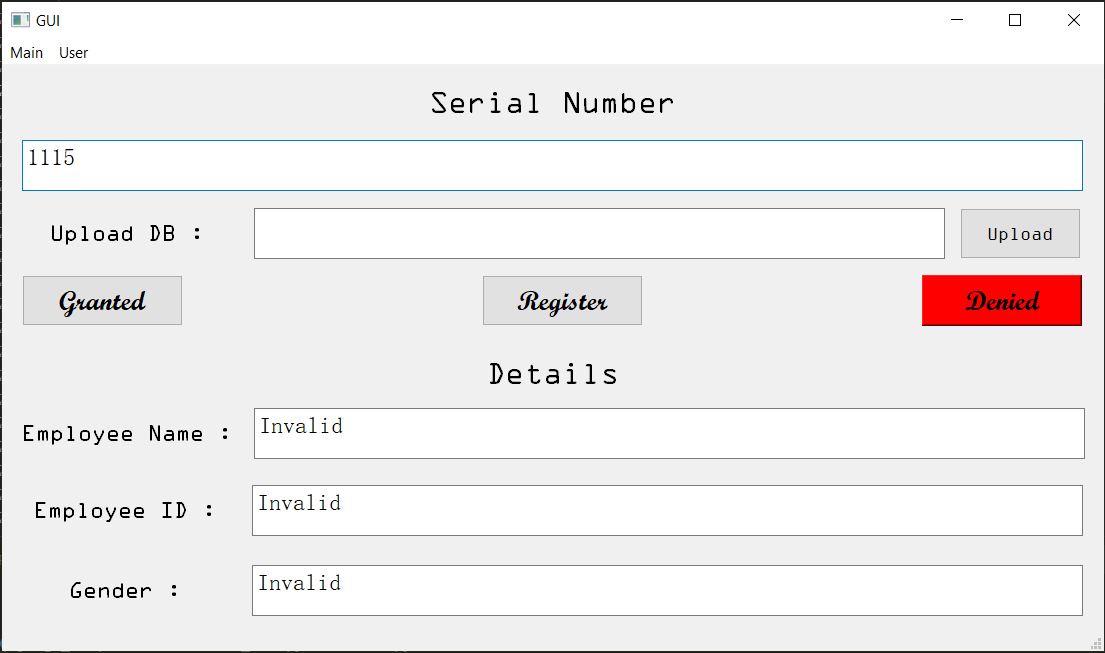 GUI
Main User
Serial Number
1115
Upload DB : Upload
Granted Register Denied
Details
Employee Name : Invalid
Employee ID : Invalid
Gender : Invalid